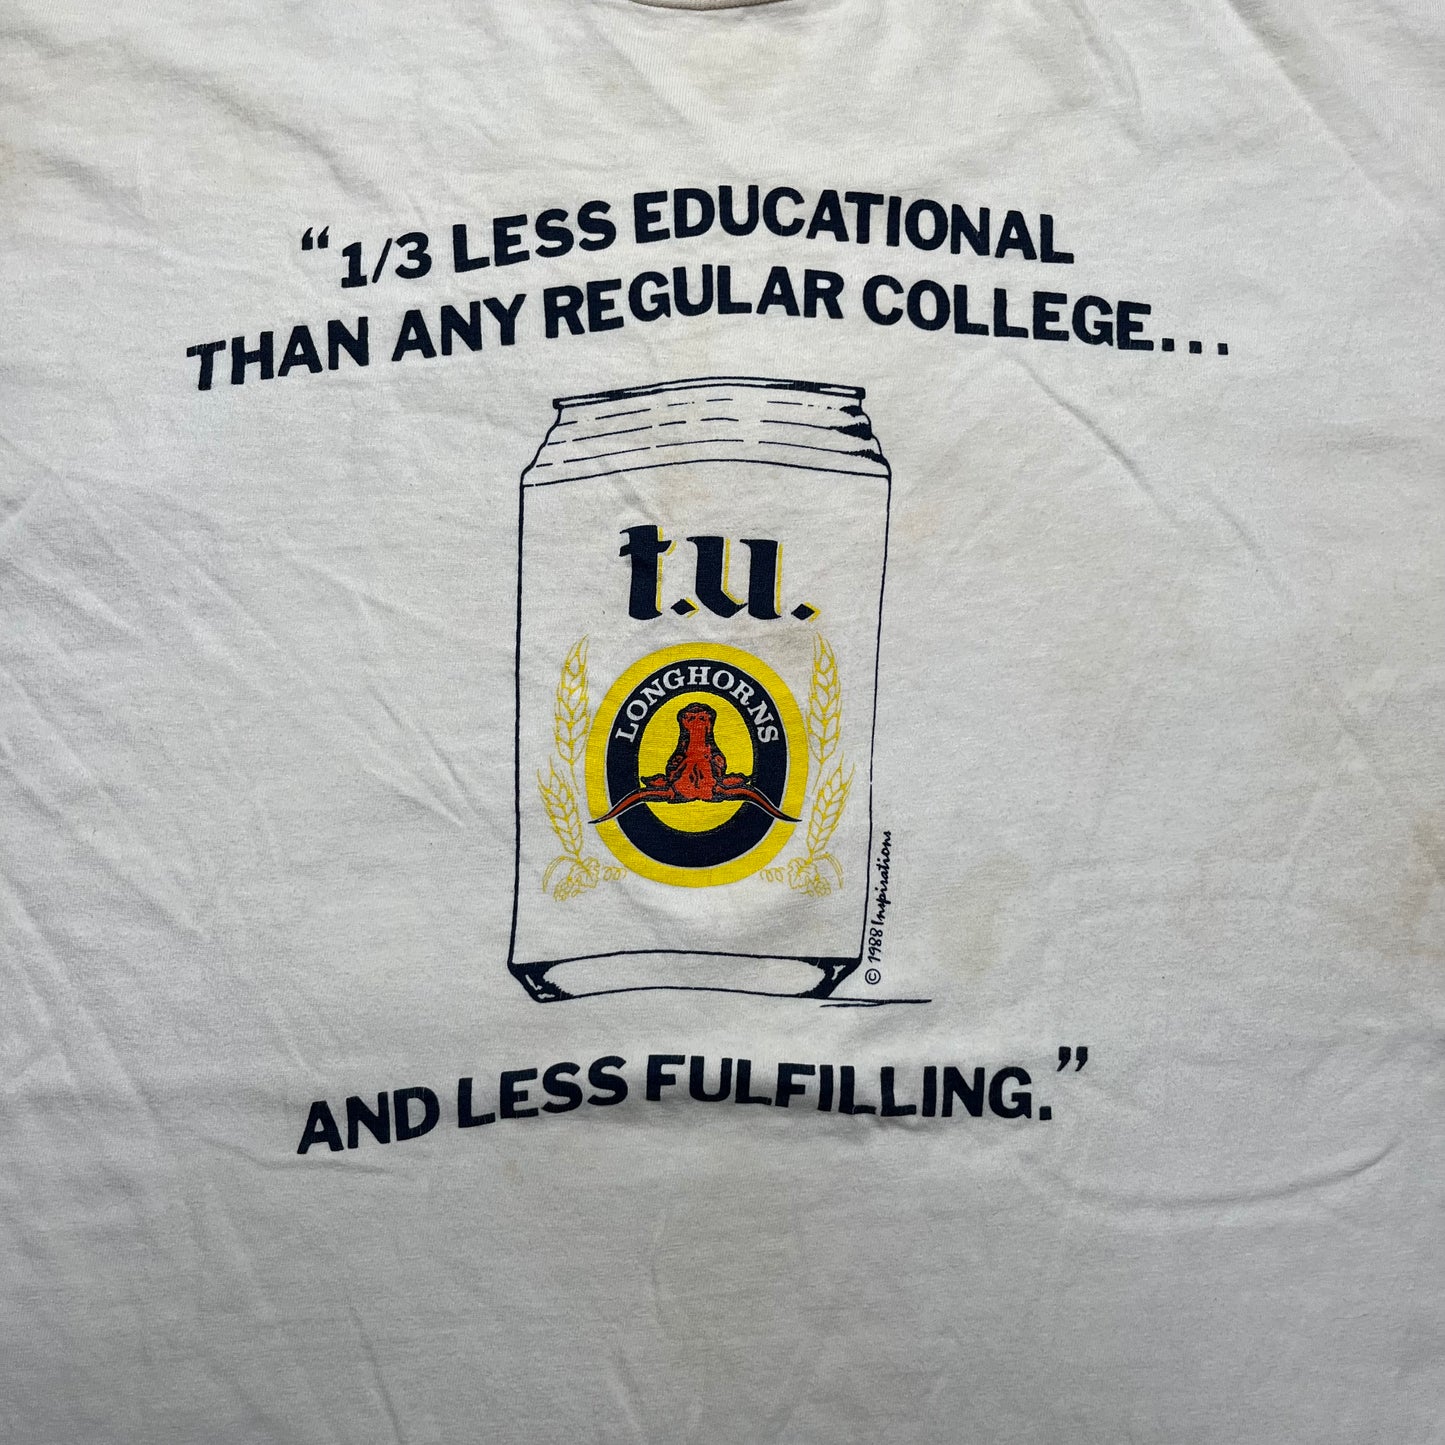 “1/3 LESS EDUCATIONAL
THAN ANY REGULAR COLLEGE...
t.u.
LONGHORNS
© 1988 Inspirations
AND LESS FULFILLING.”